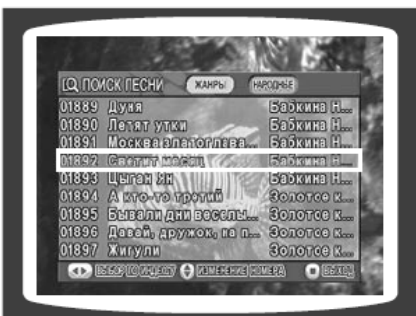 ПОИСК ПЕСНИ ЖАНРЫ НАРОДНЫЕ
01889 Дуня Бабкина Н...
01890 Летят утки Бабкина Н...
01891 Москва златоглава... Бабкина Н...
01892 Светит месяц Бабкина Н...
01893 Цыган Ян Бабкина Н...
01894 А кто-то третий Золотое к...
01895 Бывали дни веселы... Золотое к...
01896 Давай, дружок, на п... Золотое к...
01897 Жигули Золотое к...
ВЫБОР ПО ИНДЕКСУ ИЗМЕНЕНИЕ НОМЕРА ВЫХОД